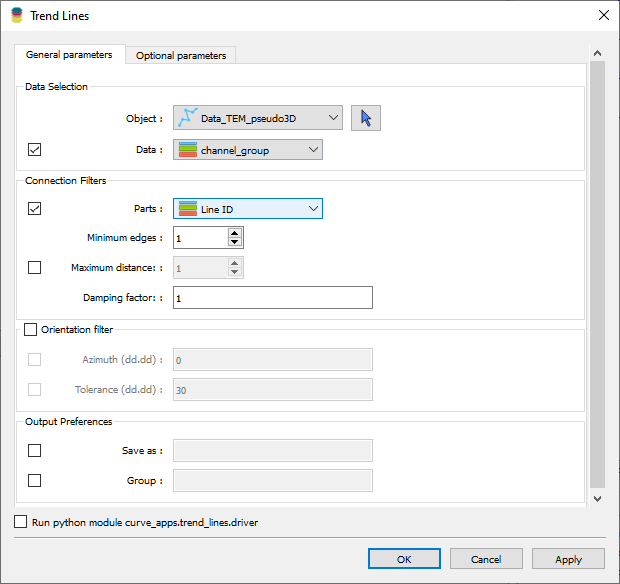 Trend Lines
General parameters
Optional parameters
Data Selection
Object : Data_TEM_pseudo3D
Data : channel_group
Connection Filters
Parts : Line ID
Minimum edges : 1
Maximum distance: : 1
Damping factor: : 1
Orientation filter
Azimuth (dd.dd) : 0
Tolerance (dd.dd) : 30
Output Preferences
Save as :
Group :
Run python module curve_apps.trend_lines.driver
OK Cancel Apply